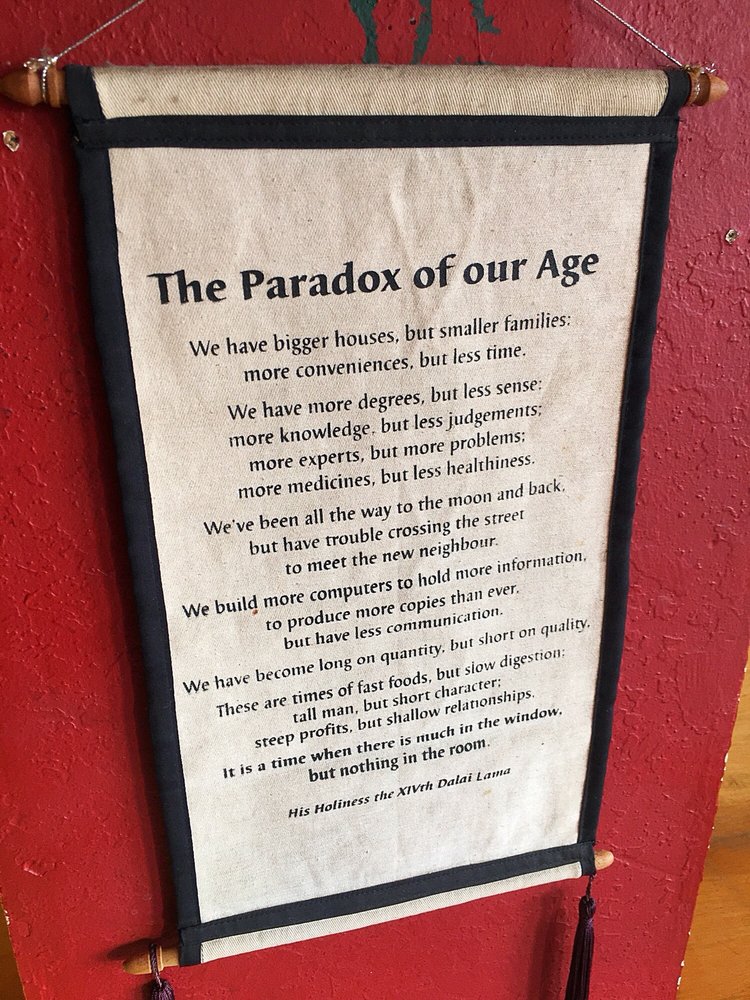 The Paradox of our Age
We have bigger houses, but smaller families:
more conveniences, but less time.
We have more degrees, but less sense:
more knowledge, but less judgements;
more experts, but more problems;
more medicines, but less healthiness.
We've been all the way to the moon and back,
but have trouble crossing the street
to meet the new neighbour.
We build more computers to hold more information,
to produce more copies than ever,
but have less communication.
We have become long on quantity, but short on quality,
These are times of fast foods, but slow digestion;
tall man, but short character;
steep profits, but shallow relationships.
It is a time when there is much in the window,
but nothing in the room.
His Holiness the XIVth Dalai Lama